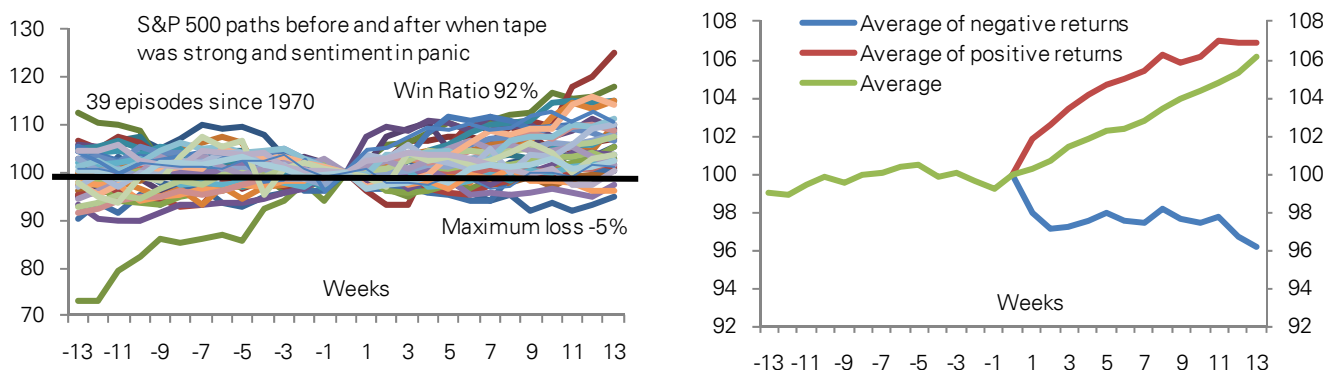 S&P 500 paths before and after when tape
was strong and sentiment in panic
39 episodes since 1970
Win Ratio 92%
Maximum loss -5%
Weeks
130
120
110
100
90
80
70
-13 -11 -9 -7 -5 -3 -1 1 3 5 7 9 11 13
Average of negative returns
Average of positive returns
Average
Weeks
108
106
104
102
100
98
96
94
92
108
106
104
102
100
98
96
94
92
-13 -11 -9 -7 -5 -3 -1 1 3 5 7 9 11 13